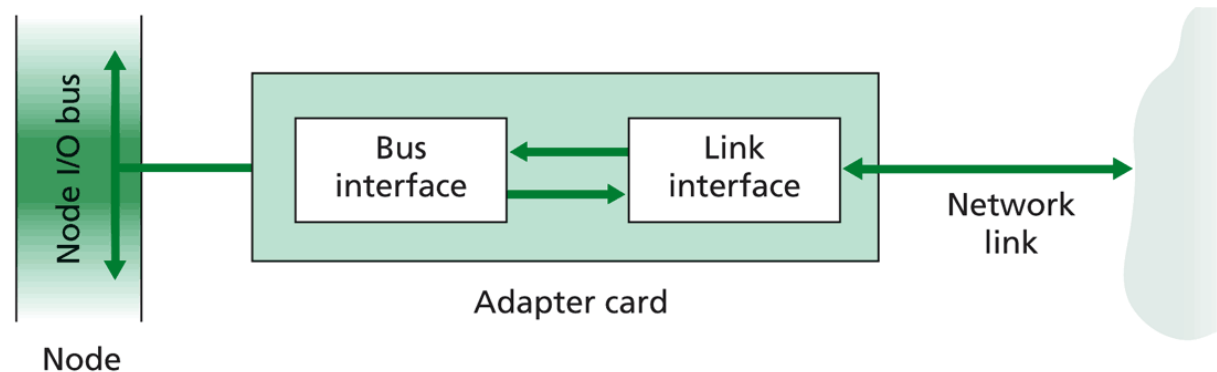 Node I/O bus
Bus
interface
Link
interface
Network
link
Adapter card
Node